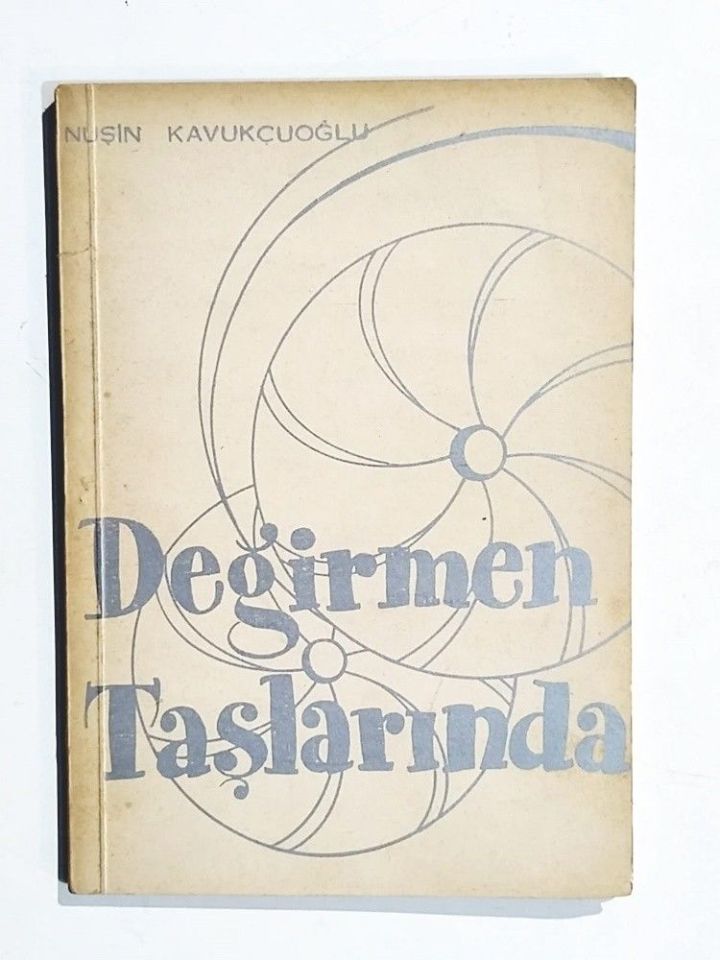 NUŞİN KAVUKÇUOĞLU
Değirmen
Taşlarında